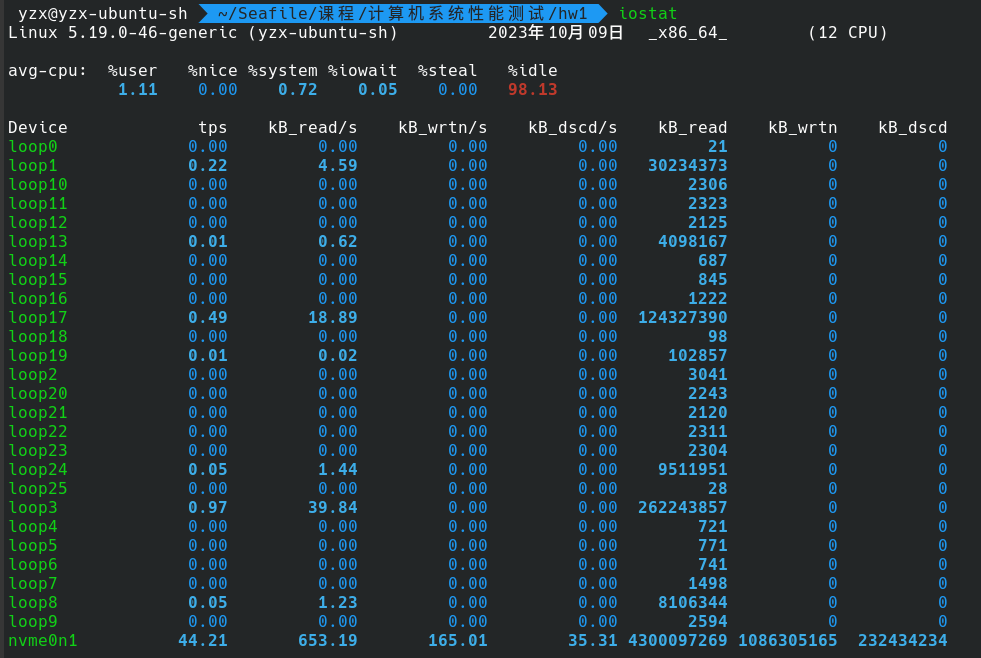 yzx@yzx-ubuntu-sh ~/Seafile/课程/计算机系统性能测试/hw1 iostat
Linux 5.19.0-46-generic (yzx-ubuntu-sh) 2023年10月09日 _x86_64_ (12 CPU)
avg-cpu: %user %nice %system %iowait %steal %idle
1.11 0.00 0.72 0.05 0.00 98.13
Device tps kB_read/s kB_wrtn/s kB_dscd/s kB_read kB_wrtn kB_dscd
loop0 0.00 0.00 0.00 0.00 21 0 0
loop1 0.22 4.59 0.00 0.00 30234373 0 0
loop10 0.00 0.00 0.00 0.00 2306 0 0
loop11 0.00 0.00 0.00 0.00 2323 0 0
loop12 0.00 0.00 0.00 0.00 2125 0 0
loop13 0.01 0.62 0.00 0.00 4098167 0 0
loop14 0.00 0.00 0.00 0.00 687 0 0
loop15 0.00 0.00 0.00 0.00 845 0 0
loop16 0.00 0.00 0.00 0.00 1222 0 0
loop17 0.49 18.89 0.00 0.00 124327390 0 0
loop18 0.00 0.00 0.00 0.00 98 0 0
loop19 0.01 0.02 0.00 0.00 102857 0 0
loop2 0.00 0.00 0.00 0.00 3041 0 0
loop20 0.00 0.00 0.00 0.00 2243 0 0
loop21 0.00 0.00 0.00 0.00 2120 0 0
loop22 0.00 0.00 0.00 0.00 2311 0 0
loop23 0.00 0.00 0.00 0.00 2304 0 0
loop24 0.05 1.44 0.00 0.00 9511951 0 0
loop25 0.00 0.00 0.00 0.00 28 0 0
loop3 0.97 39.84 0.00 0.00 262243857 0 0
loop4 0.00 0.00 0.00 0.00 721 0 0
loop5 0.00 0.00 0.00 0.00 771 0 0
loop6 0.00 0.00 0.00 0.00 741 0 0
loop7 0.00 0.00 0.00 0.00 1498 0 0
loop8 0.05 1.23 0.00 0.00 8106344 0 0
loop9 0.00 0.00 0.00 0.00 2594 0 0
nvme0n1 44.21 653.19 165.01 35.31 4300097269 1086305165 232434234